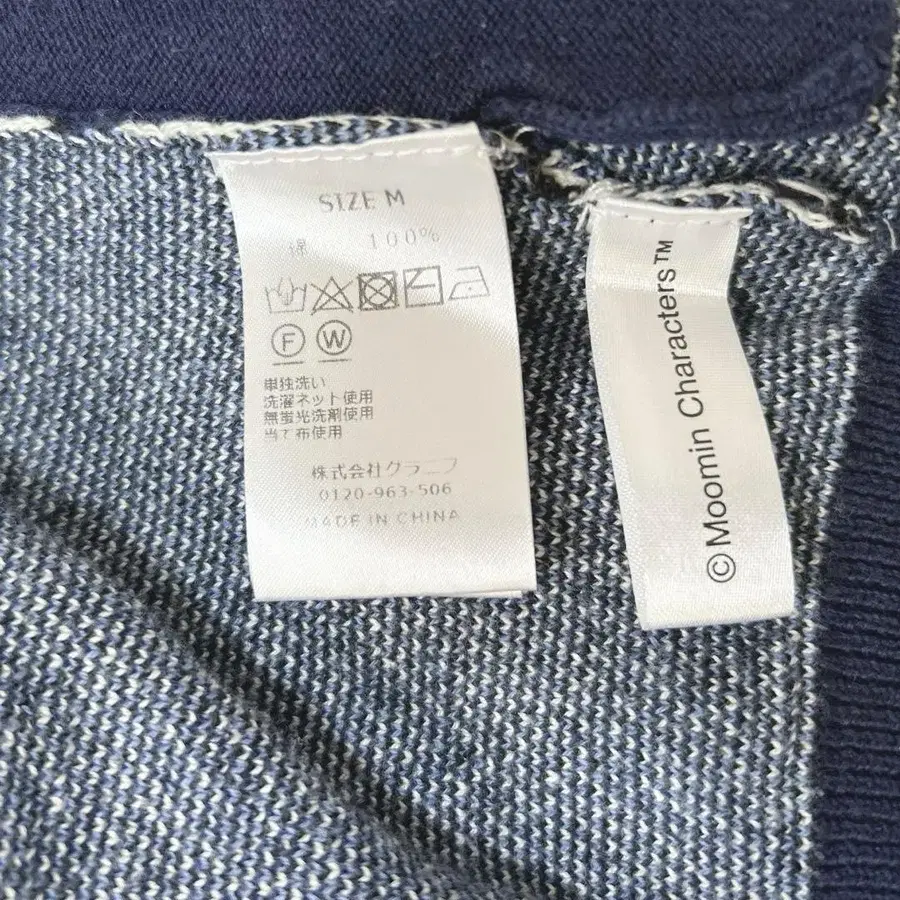 SIZE M
綿 100%
F W
単独洗い
洗濯ネット使用
無蛍光洗剤使用
当て布使用
株式会社グラニフ
0120-963-506
MADE IN CHINA
© Moomin Characters™